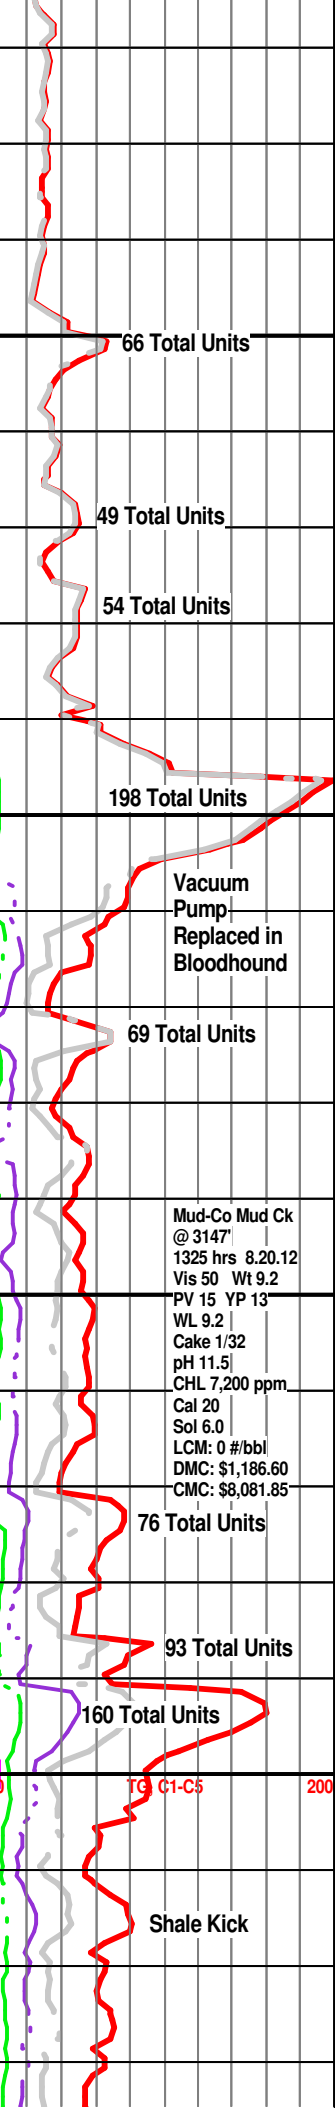 66 Total Units
49 Total Units
54 Total Units
198 Total Units
Vacuum
Pump
Replaced in
Bloodhound
69 Total Units
Mud-Co Mud Ck
@ 3147'
1325 hrs 8.20.12
Vis 50 Wt 9.2
PV 15 YP 13
WL 9.2
Cake 1/32
pH 11.5
CHL 7,200 ppm
Cal 20
Sol 6.0
LCM: 0 #/bbl
DMC: $1,186.60
CMC: $8,081.85
76 Total Units
93 Total Units
160 Total Units
0 TG, C1-C5 200
Shale Kick